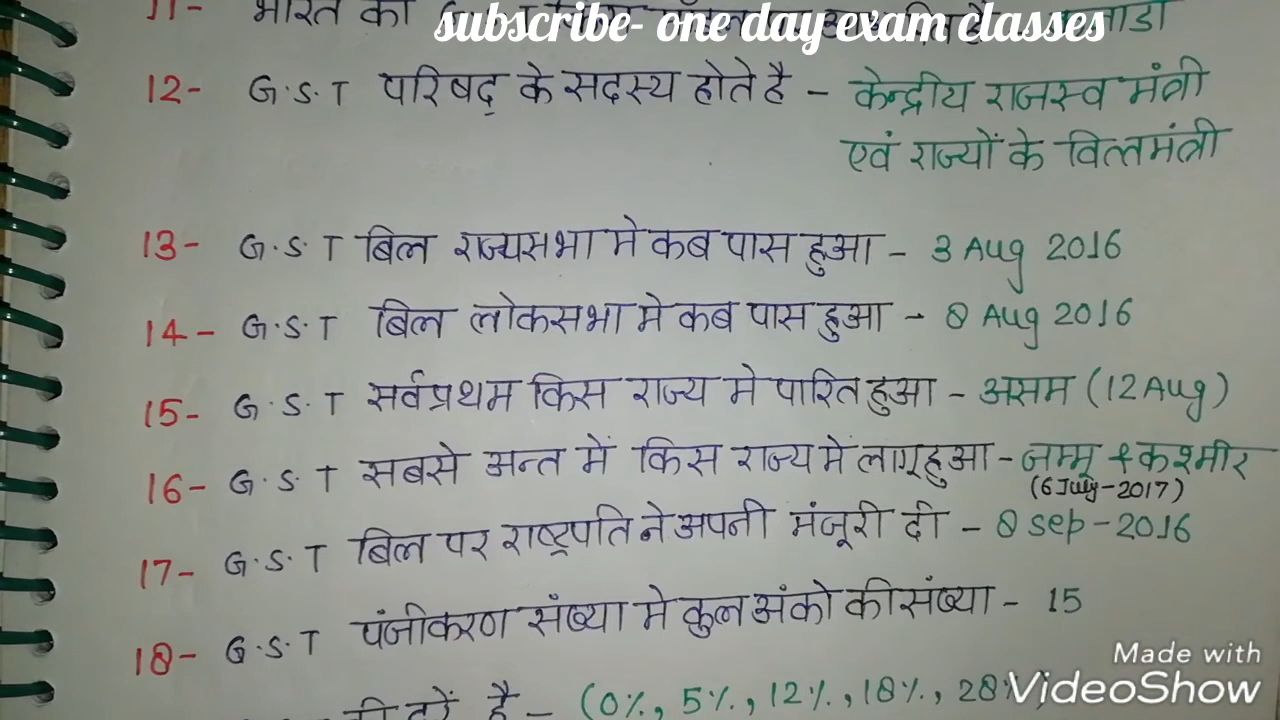 11- भारत का
subscribe- one day exam classes
12- G.S.T परिषद् के सदस्य होते है - केन्द्रीय राजस्व मंत्री
एवं राज्यों के वित्तमंत्री
13- G.S.T बिल राज्यसभा मे कब पास हुआ - 3 Aug 2016
14- G.S.T बिल लोकसभा मे कब पास हुआ - 8 Aug 2016
15- G.S.T सर्वप्रथम किस राज्य मे पारित हुआ - असम (12 Aug)
16- G.S.T सबसे अन्त में किस राज्य में लागू हुआ - जम्मू & कश्मीर
(6 July-2017)
17- G.S.T बिल पर राष्ट्रपति ने अपनी मंजूरी दी - 8 Sep-2016
18- G.S.T पंजीकरण संख्या मे कुल अंको की संख्या - 15
है - (0%, 5%, 12%, 18%, 28%)
Made with
VideoShow